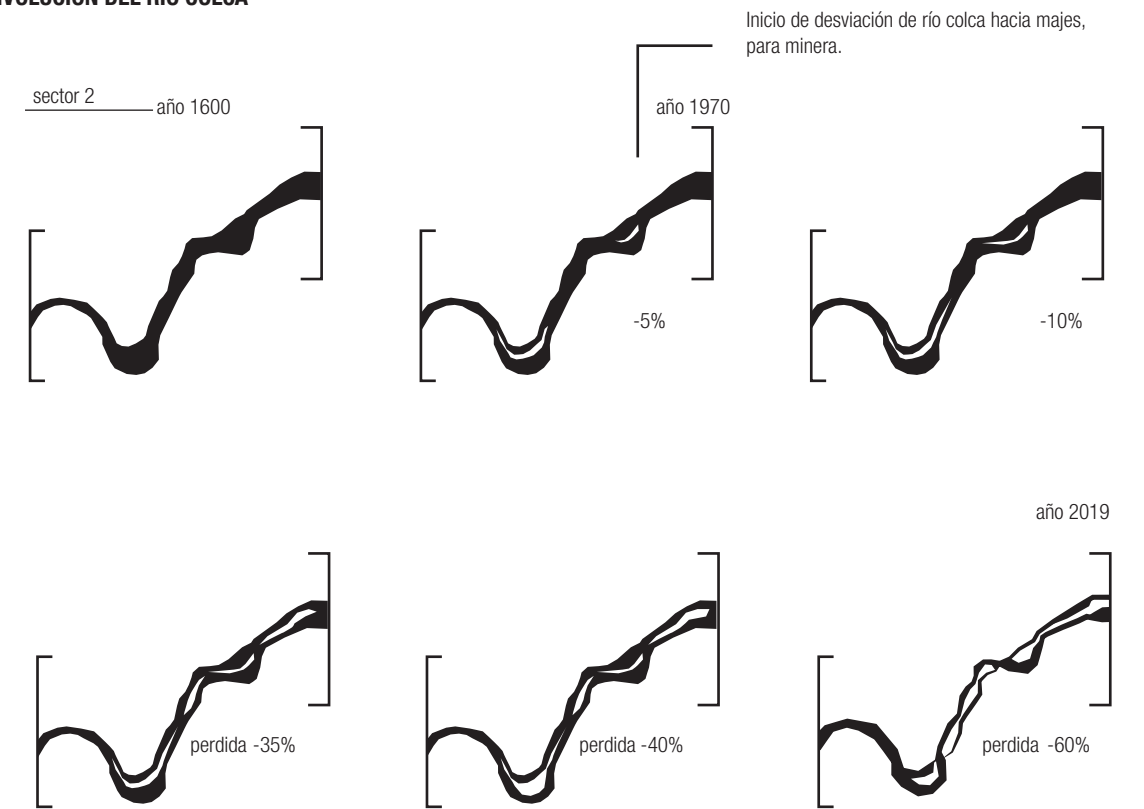 Inicio de desviación de río colca hacia majes,
para minera.
sector 2
año 1600
año 1970
-5%
-10%
año 2019
perdida -35%
perdida -40%
perdida -60%